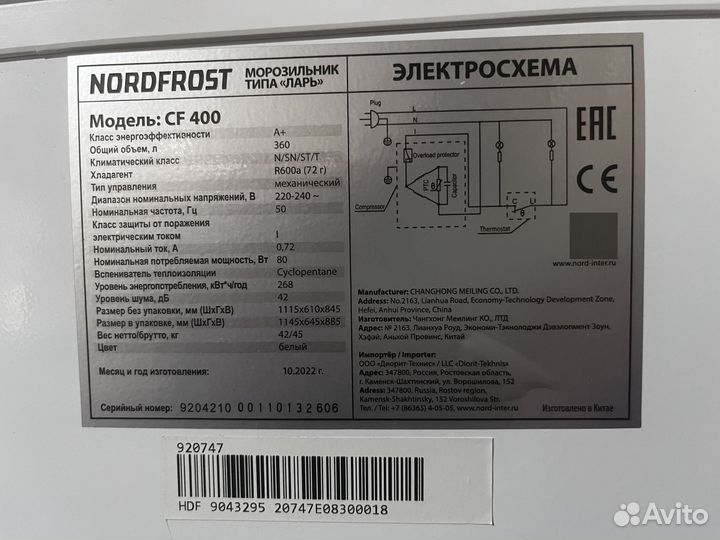 NORDFROST
МОРОЗИЛЬНИК
ТИПА «ЛАРЬ»
Модель: CF 400
Класс энергоэффективности A+
Общий объем, л 360
Климатический класс N/SN/ST/T
Хладагент R600a (72 г)
Тип управления механический
Диапазон номинальных напряжений, В 220-240 ~
Номинальная частота, Гц 50
Класс защиты от поражения
электрическим током I
Номинальный ток, А 0,72
Номинальная потребляемая мощность, Вт 80
Вспениватель теплоизоляции Cyclopentane
Уровень энергопотребления, кВт*ч/год 268
Уровень шума, дБ 42
Размер без упаковки, мм (ШхГхВ) 1115х610х845
Размер в упаковке, мм (ШхГхВ) 1145х645х885
Вес нетто/брутто, кг 42/45
Цвет белый
Месяц и год изготовления: 10.2022 г.
Серийный номер: 9204210 00110132606
ЭЛЕКТРОСХЕМА
Plug
L
N
I
Overload protector
PTC
Capacitor
Compressor
C L1
θ
Thermostat
EAC
CE
www.nord-inter.ru
Manufacturer: CHANGHONG MEILING CO., LTD.
Address: No.2163, Lianhua Road, Economy-Technology Development Zone,
Hefei, Anhui Province, China
Изготовитель: Чангхонг Меилинг КО., ЛТД
Адрес: № 2163, Лианхуа Роуд, Экономи-Тэкнолоджи Дэвэлопмент Зоун,
Хэфэй, Аньхой Провинс, Китай
Импортёр / Importer:
ООО «Диорит-Технис» / LLC «Diorit-Tekhnis»
Адрес: 347800, Россия, Ростовская область,
г. Каменск-Шахтинский, ул. Ворошилова, 152
Address: 347800, Russia, Rostov region,
Kamensk-Shakhtinsky, 152 Voroshilova Str.
Tel.: +7 (86365) 4-05-05, www.nord-inter.ru
Изготовлено в Китае
920747
HDF 9043295 20747E08300018
Avito